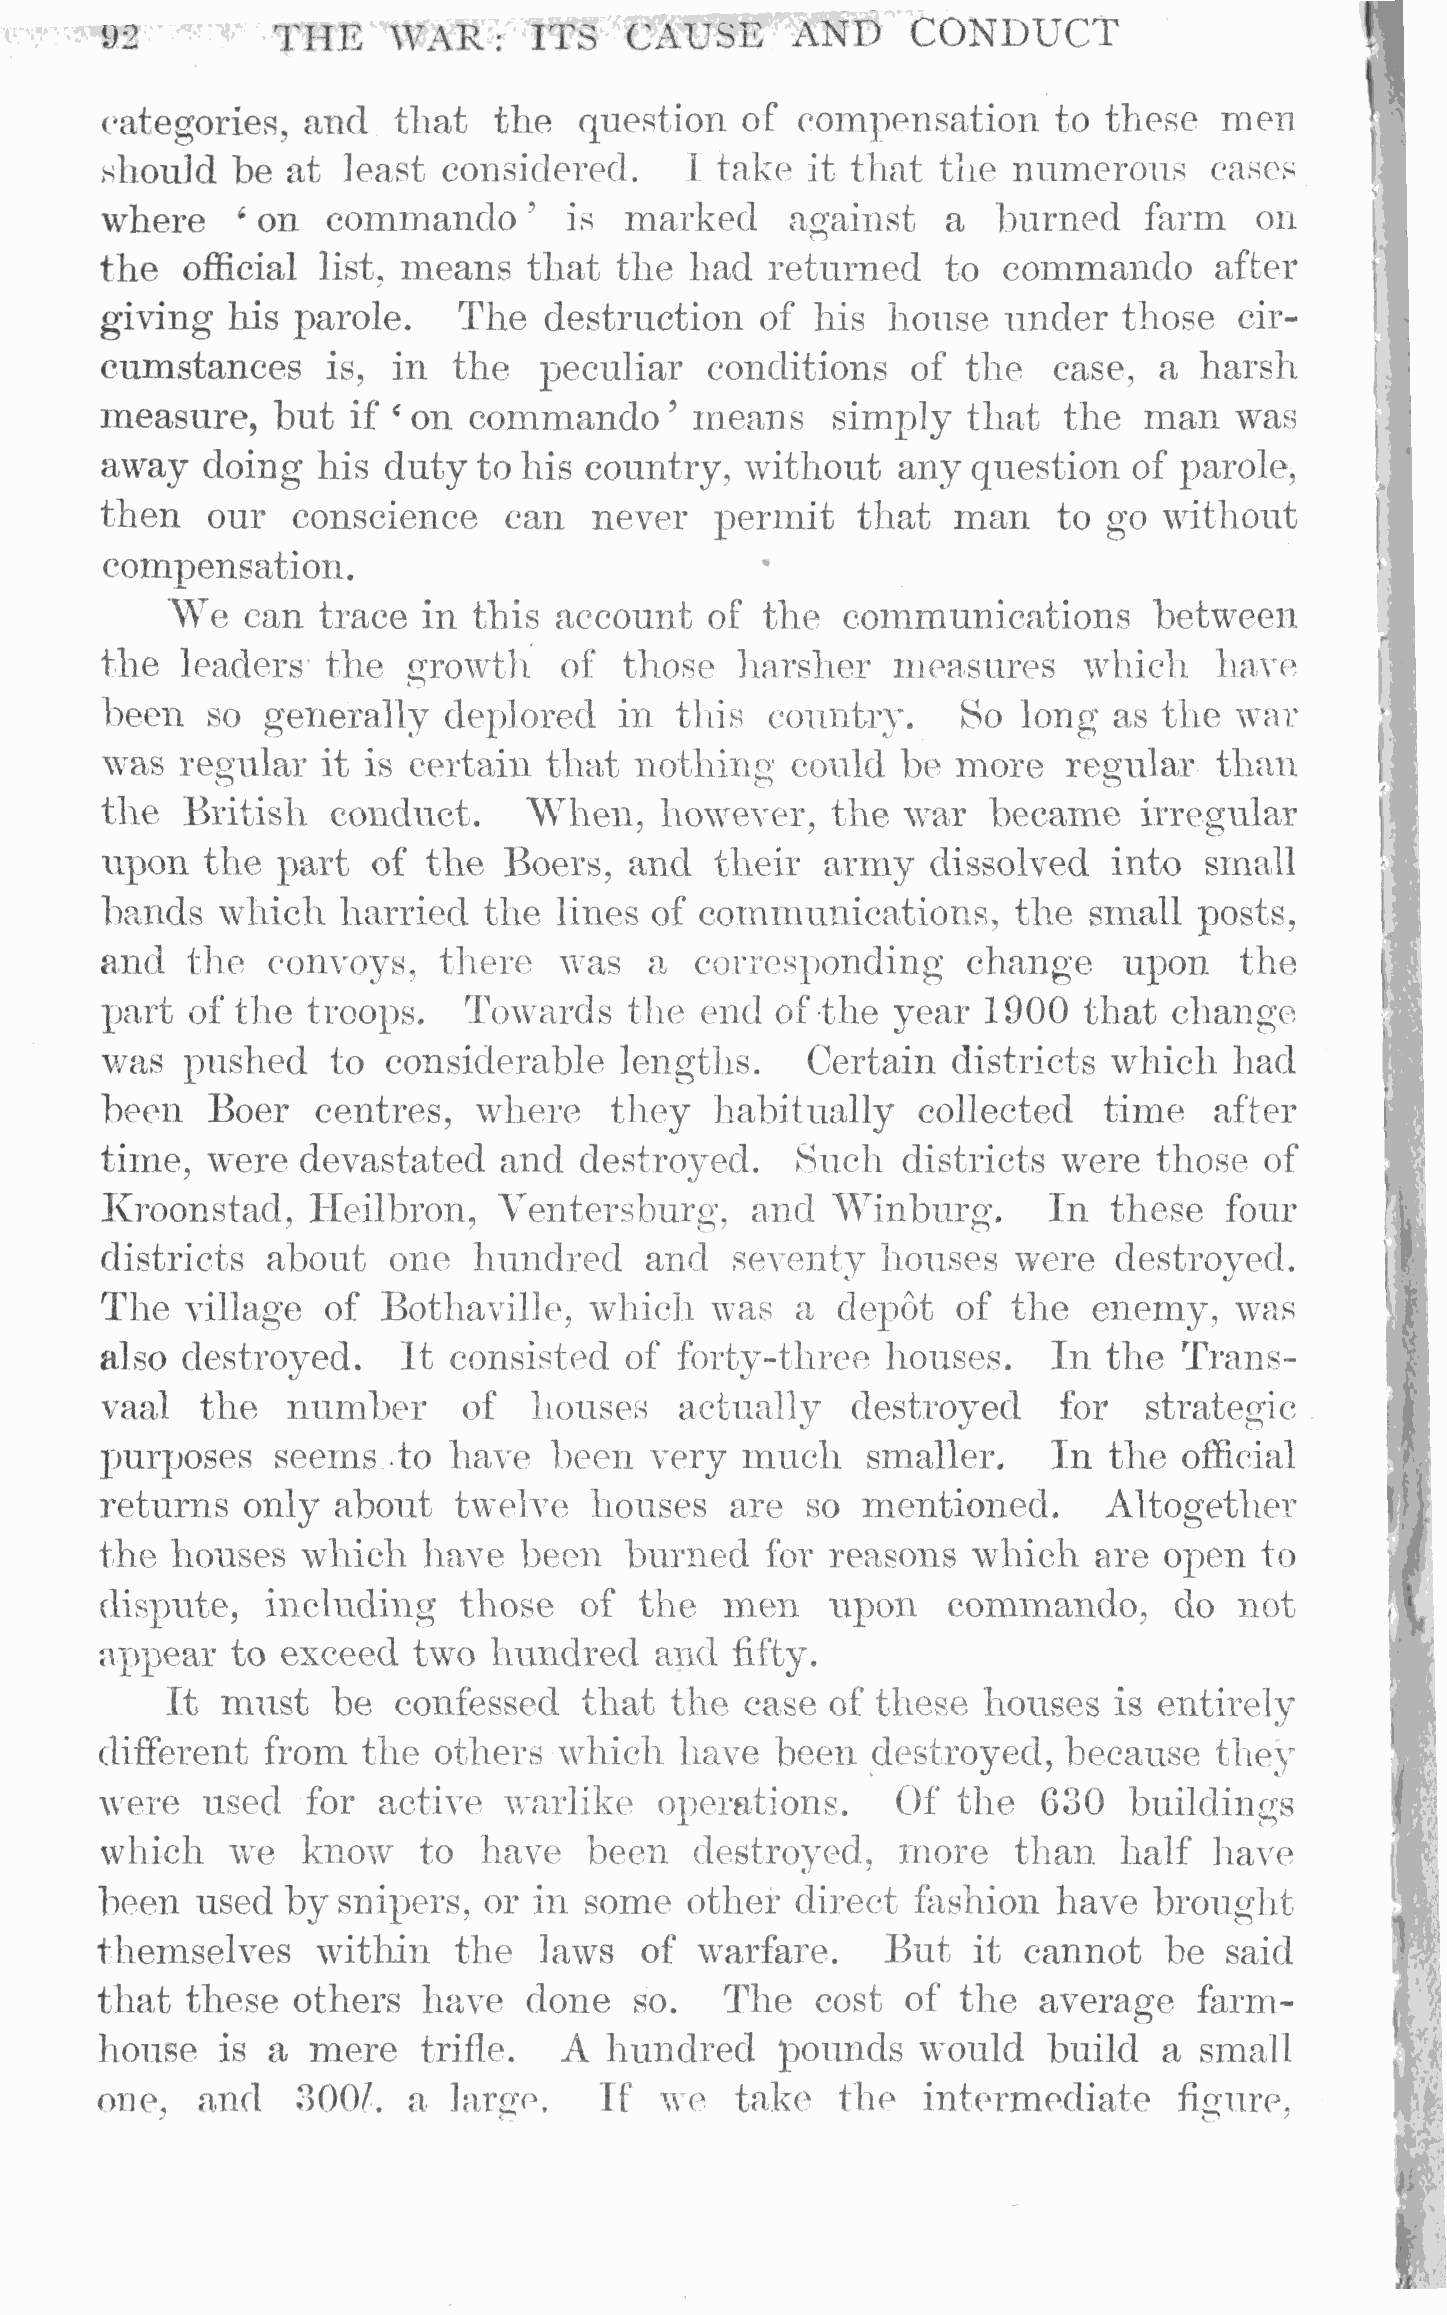 92 THE WAR: ITS CAUSE AND CONDUCT
categories, and that the question of compensation to these men
should be at least considered. I take it that the numerous cases
where ‘ on commando ’ is marked against a burned farm on
the official list, means that the had returned to commando after
giving his parole. The destruction of his house under those cir-
cumstances is, in the peculiar conditions of the case, a harsh
measure, but if ‘ on commando ’ means simply that the man was
away doing his duty to his country, without any question of parole,
then our conscience can never permit that man to go without
compensation.
We can trace in this account of the communications between
the leaders the growth of those harsher measures which have
been so generally deplored in this country. So long as the war
was regular it is certain that nothing could be more regular than
the British conduct. When, however, the war became irregular
upon the part of the Boers, and their army dissolved into small
bands which harried the lines of communications, the small posts,
and the convoys, there was a corresponding change upon the
part of the troops. Towards the end of the year 1900 that change
was pushed to considerable lengths. Certain districts which had
been Boer centres, where they habitually collected time after
time, were devastated and destroyed. Such districts were those of
Kroonstad, Heilbron, Ventersburg, and Winburg. In these four
districts about one hundred and seventy houses were destroyed.
The village of Bothaville, which was a depôt of the enemy, was
also destroyed. It consisted of forty-three houses. In the Trans-
vaal the number of houses actually destroyed for strategic
purposes seems to have been very much smaller. In the official
returns only about twelve houses are so mentioned. Altogether
the houses which have been burned for reasons which are open to
dispute, including those of the men upon commando, do not
appear to exceed two hundred and fifty.
It must be confessed that the case of these houses is entirely
different from the others which have been destroyed, because they
were used for active warlike operations. Of the 630 buildings
which we know to have been destroyed, more than half have
been used by snipers, or in some other direct fashion have brought
themselves within the laws of warfare. But it cannot be said
that these others have done so. The cost of the average farm-
house is a mere trifle. A hundred pounds would build a small
one, and 300l. a large. If we take the intermediate figure,